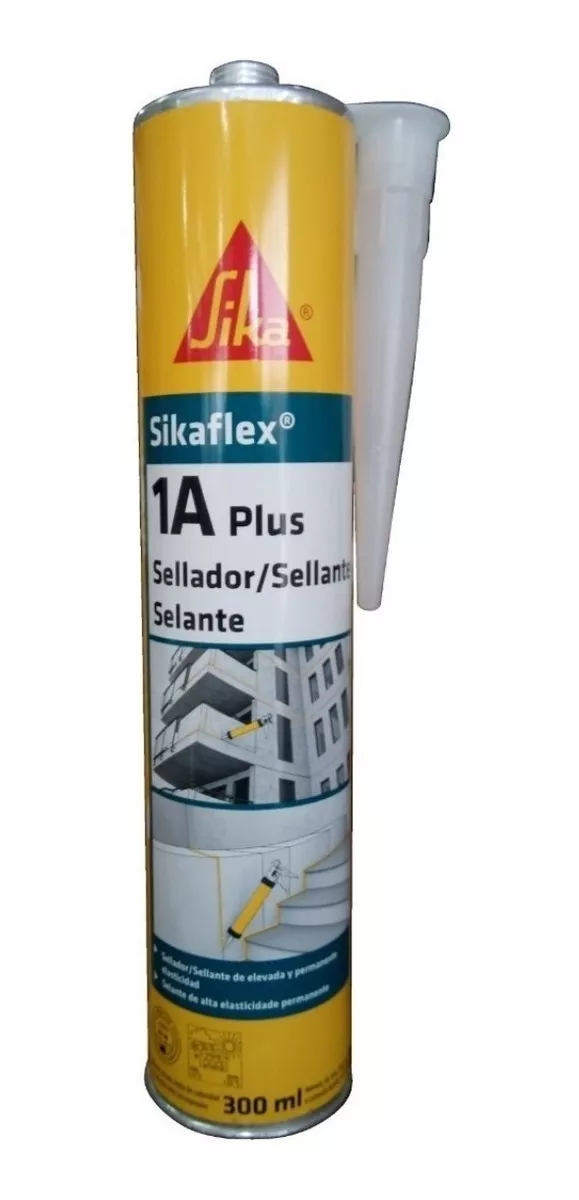 Sika®
Sikaflex®
1A Plus
Sellador/Sellante
Selante
Sellador/Sellante de elevada y permanente
elasticidad
Selante de alta elasticidade permanente
300 ml